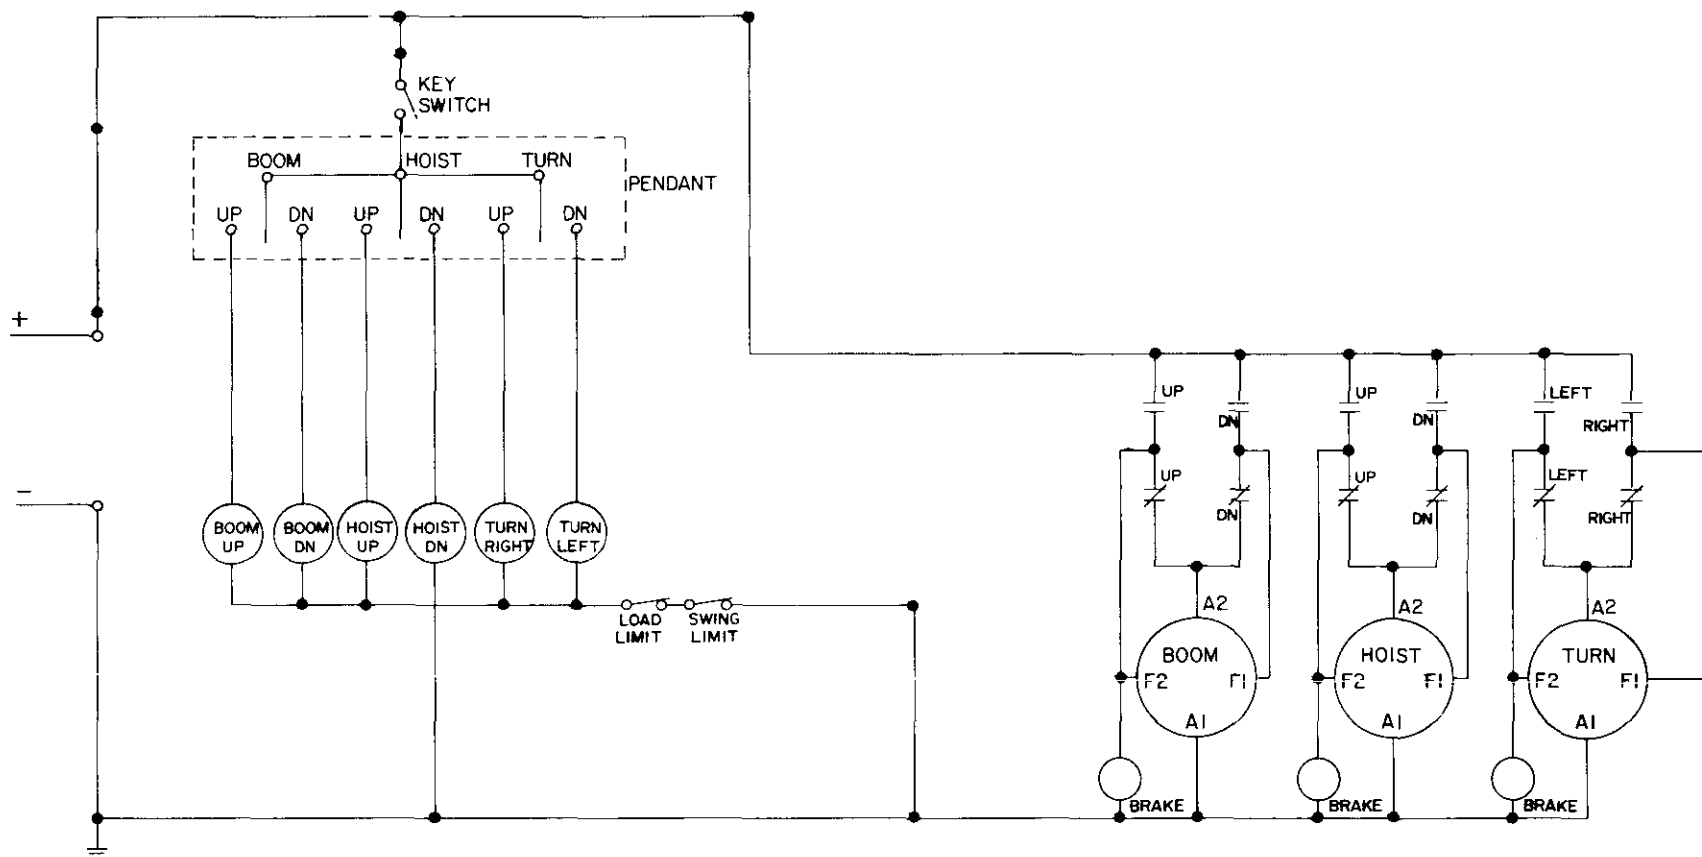 KEY
SWITCH
BOOM HOIST TURN
PENDANT
UP DN UP DN UP DN
+
-
UP DN UP DN LEFT RIGHT
UP DN UP DN LEFT RIGHT
BOOM UP
BOOM DN
HOIST UP
HOIST DN
TURN RIGHT
TURN LEFT
LOAD LIMIT
SWING LIMIT
A2 A2 A2
BOOM HOIST TURN
F2 F1 F2 F1 F2 F1
A1 A1 A1
BRAKE BRAKE BRAKE